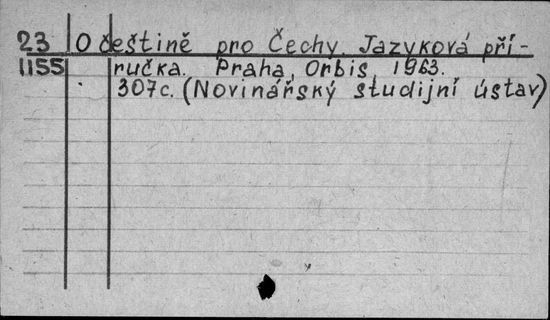 23 O češtině pro Čechy. Jazyková pří-
1155 ručka. Praha, Orbis, 1963.
307c. (Novinářský studijní ústav)